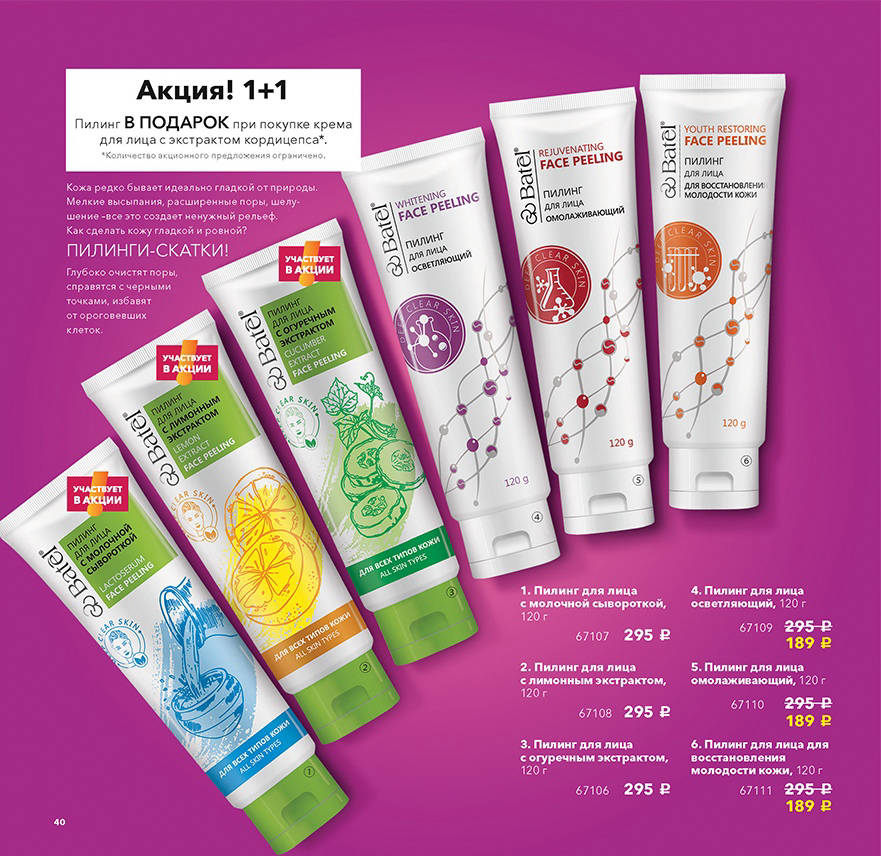 Акция! 1+1
Пилинг В ПОДАРОК при покупке крема
для лица с экстрактом кордицепса*.
*Количество акционного предложения ограничено.
Кожа редко бывает идеально гладкой от природы.
Мелкие высыпания, расширенные поры, шелу-
шение –все это создает ненужный рельеф.
Как сделать кожу гладкой и ровной?
ПИЛИНГИ-СКАТКИ!
Глубоко очистят поры,
справятся с черными
точками, избавят
от ороговевших
клеток.
УЧАСТВУЕТ
В АКЦИИ
Batel®
ПИЛИНГ
ДЛЯ ЛИЦА
С МОЛОЧНОЙ
СЫВОРОТКОЙ
LACTOSERUM
FACE PEELING
CLEAR SKIN
ДЛЯ ВСЕХ ТИПОВ КОЖИ
ALL SKIN TYPES
1
УЧАСТВУЕТ
В АКЦИИ
Batel®
ПИЛИНГ
ДЛЯ ЛИЦА
С ЛИМОННЫМ
ЭКСТРАКТОМ
LEMON
EXTRACT
FACE PEELING
CLEAR SKIN
ДЛЯ ВСЕХ ТИПОВ КОЖИ
ALL SKIN TYPES
2
УЧАСТВУЕТ
В АКЦИИ
Batel®
ПИЛИНГ
ДЛЯ ЛИЦА
С ОГУРЕЧНЫМ
ЭКСТРАКТОМ
CUCUMBER
EXTRACT
FACE PEELING
CLEAR SKIN
ДЛЯ ВСЕХ ТИПОВ КОЖИ
ALL SKIN TYPES
3
Batel®
WHITENING
FACE PEELING
ПИЛИНГ
ДЛЯ ЛИЦА
ОСВЕТЛЯЮЩИЙ
DEEP CLEAR SKIN
120 g
4
Batel®
REJUVENATING
FACE PEELING
ПИЛИНГ
ДЛЯ ЛИЦА
ОМОЛАЖИВАЮЩИЙ
DEEP CLEAR SKIN
120 g
5
Batel®
YOUTH RESTORING
FACE PEELING
ПИЛИНГ
ДЛЯ ЛИЦА
ДЛЯ ВОССТАНОВЛЕНИ
МОЛОДОСТИ КОЖИ
DEEP CLEAR SKIN
120 g
6
1. Пилинг для лица
с молочной сывороткой,
120 г
67107 295 ₽
2. Пилинг для лица
с лимонным экстрактом,
120 г
67108 295 ₽
3. Пилинг для лица
с огуречным экстрактом,
120 г
67106 295 ₽
4. Пилинг для лица
осветляющий, 120 г
67109 295 ₽
189 ₽
5. Пилинг для лица
омолаживающий, 120 г
67110 295 ₽
189 ₽
6. Пилинг для лица для
восстановления
молодости кожи, 120 г
67111 295 ₽
189 ₽
40